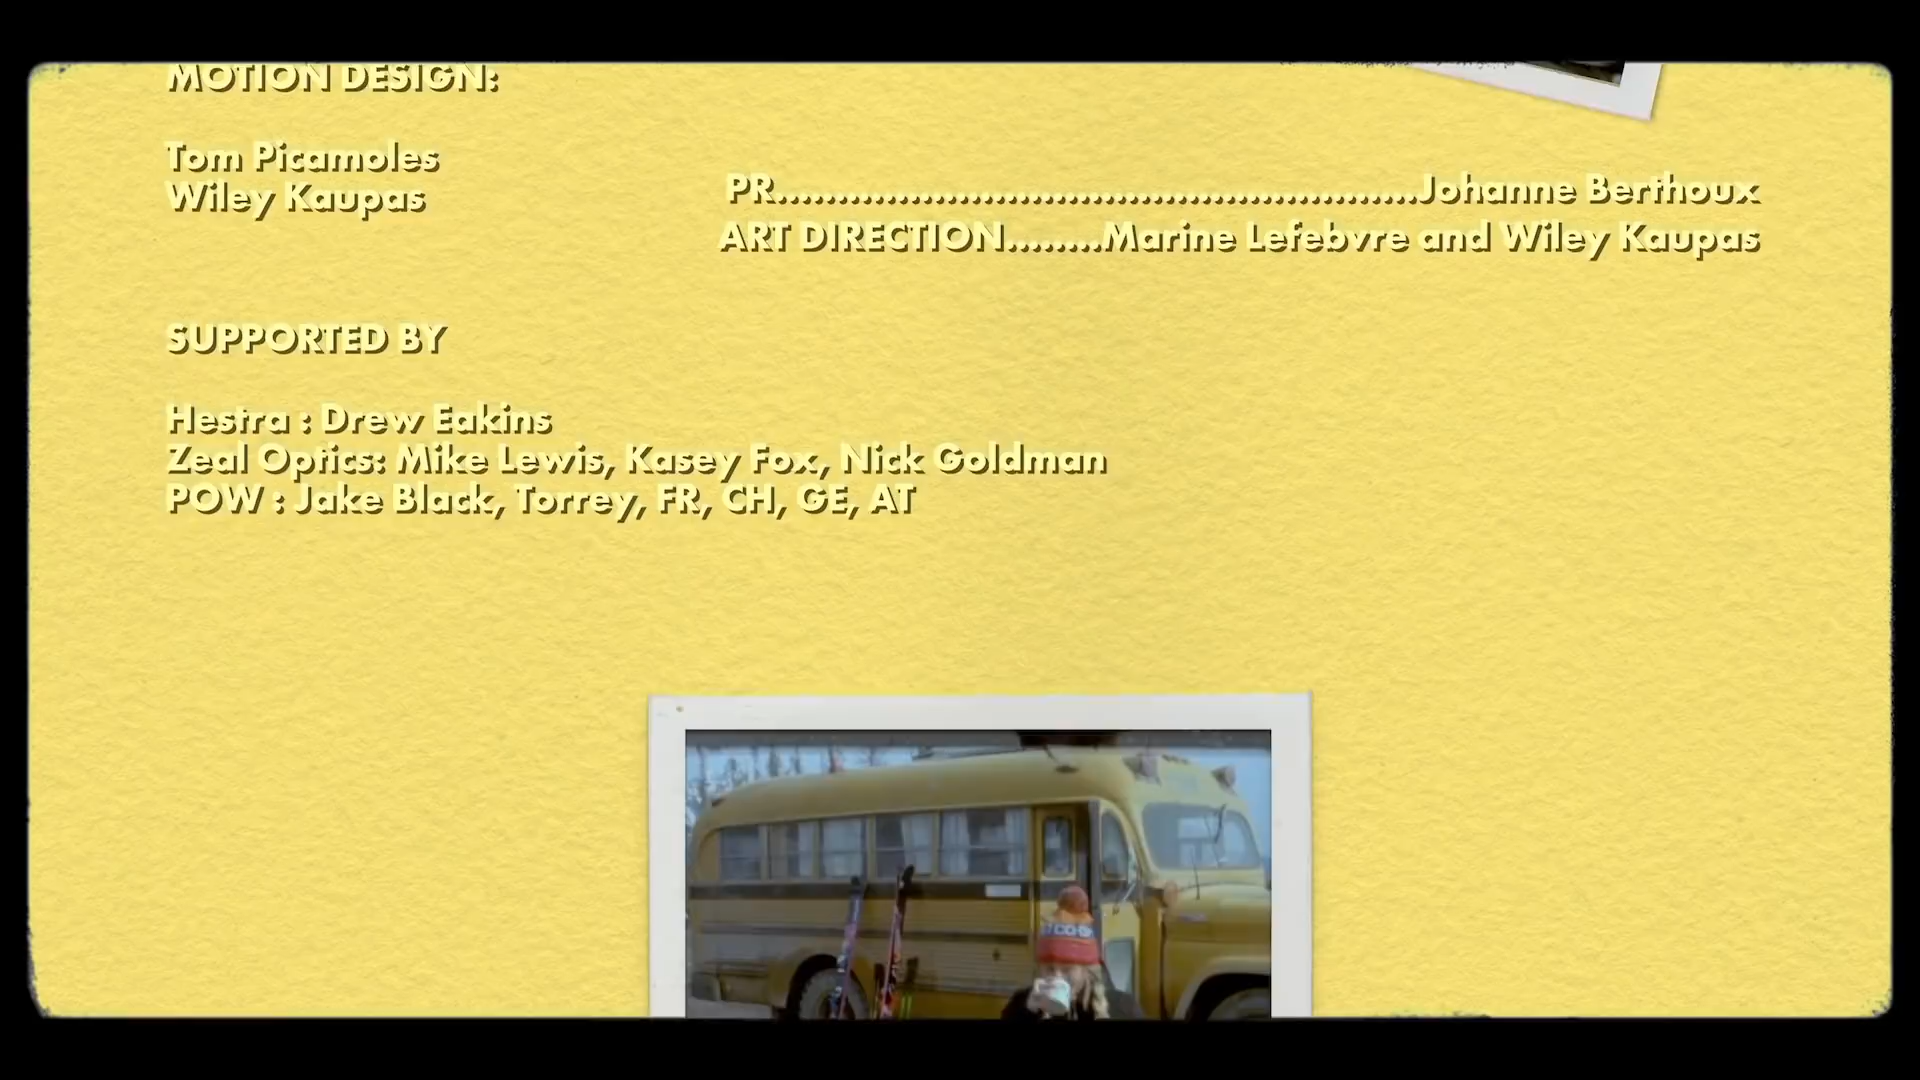 MOTION DESIGN:
Tom Picamoles
Wiley Kaupas
PR....................................................Johanne Berthoux
ART DIRECTION........Marine Lefebvre and Wiley Kaupas
SUPPORTED BY
Hestra : Drew Eakins
Zeal Optics: Mike Lewis, Kasey Fox, Nick Goldman
POW : Jake Black, Torrey, FR, CH, GE, AT